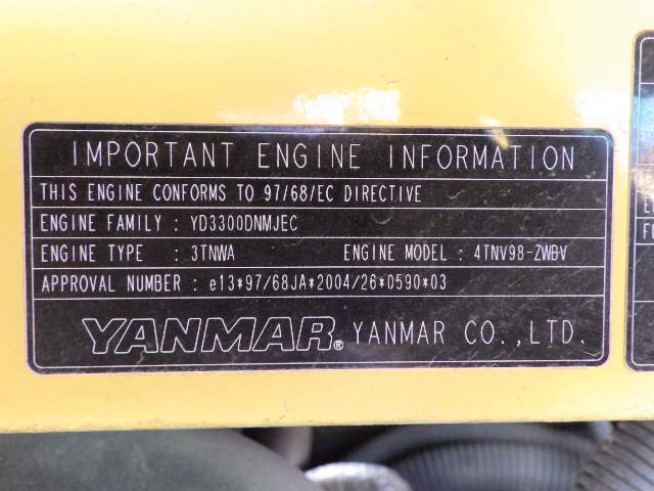 IMPORTANT ENGINE INFORMATION
THIS ENGINE CONFORMS TO 97/68/EC DIRECTIVE
ENGINE FAMILY : YD3300DNMJEC
ENGINE TYPE : 3TNWA ENGINE MODEL : 4TNV98-ZWBV
APPROVAL NUMBER : e13*97/68JA*2004/26*0590*03
YANMAR® YANMAR CO.,LTD.